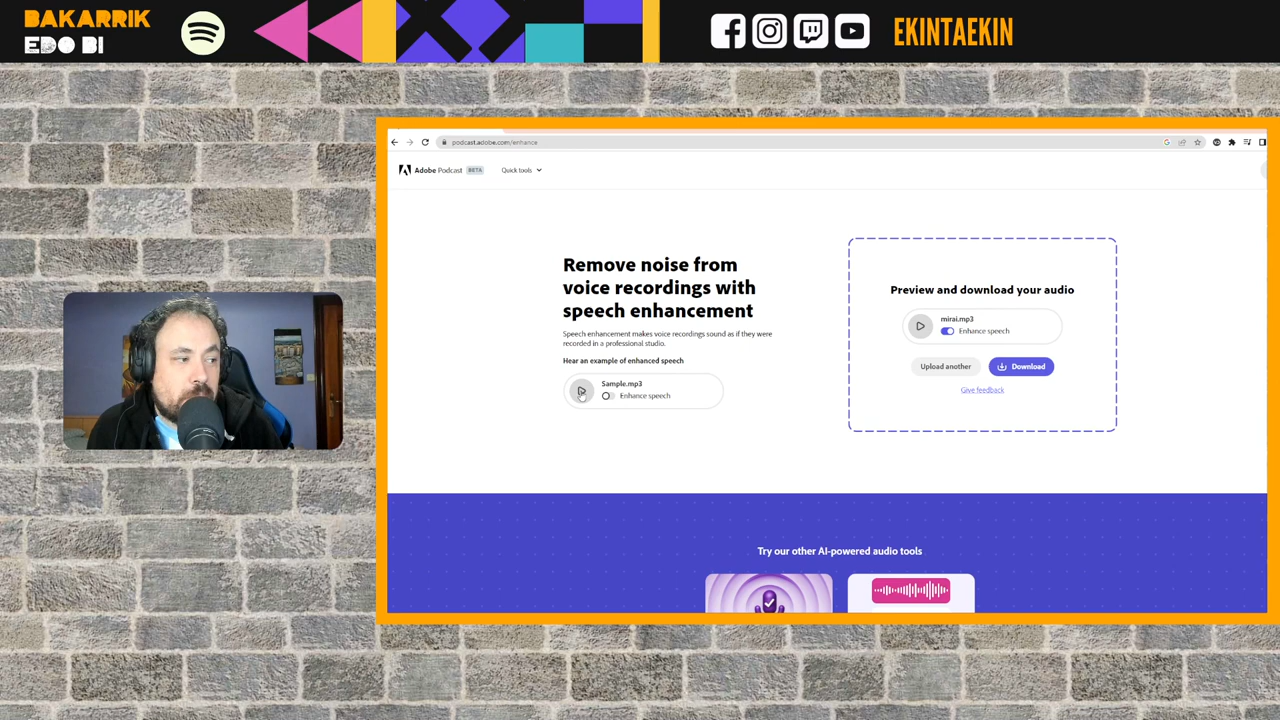 BAKARRIK
EDO BI
EKINTAEKIN
podcast.adobe.com/enhance
Adobe Podcast BETA
Quick tools
Remove noise from
voice recordings with
speech enhancement
Speech enhancement makes voice recordings sound as if they were
recorded in a professional studio.
Hear an example of enhanced speech
Sample.mp3
Enhance speech
Preview and download your audio
mirai.mp3
Enhance speech
Upload another
Download
Give feedback
Try our other AI-powered audio tools